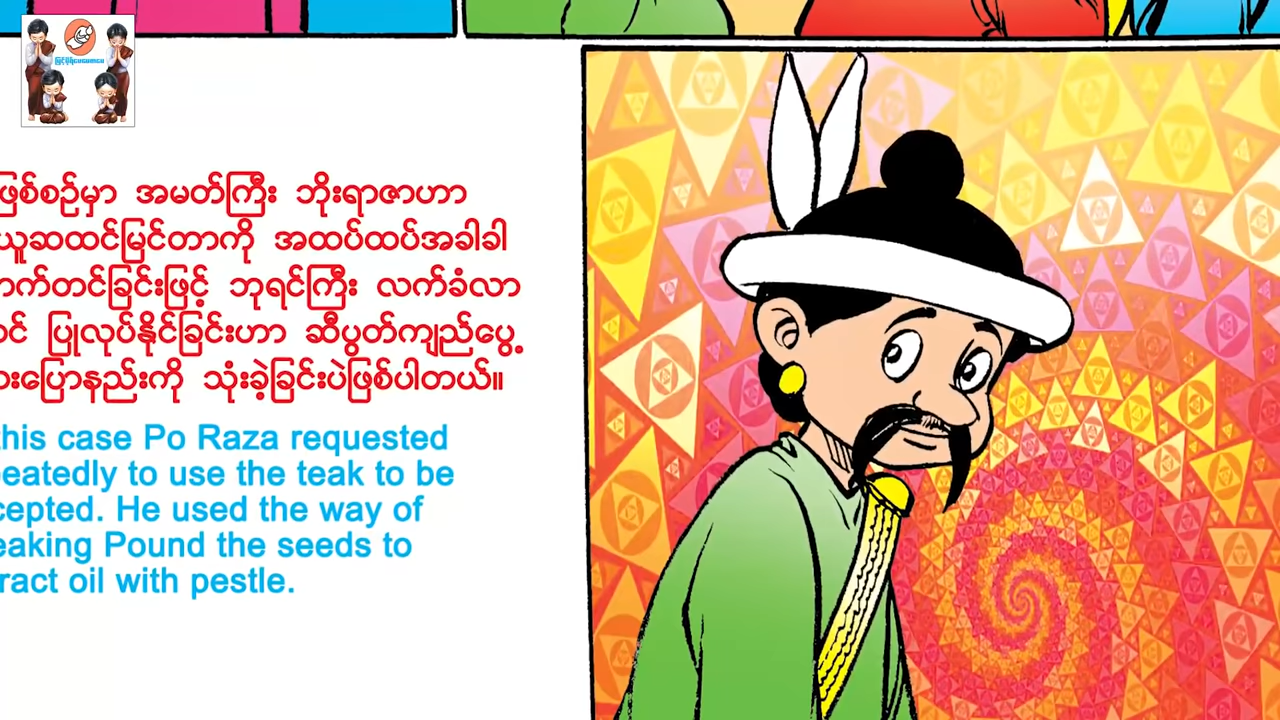 ဖြစ်စဉ်မှာ အမတ်ကြီး ဘိုးရာဇာဟာ
ယူဆထင်မြင်တာကို အထပ်ထပ်အခါခါ
က်တင်ခြင်းဖြင့် ဘုရင်ကြီး လက်ခံလာ
င် ပြုလုပ်နိုင်ခြင်းဟာ ဆီပွတ်ကျည်ပွေ့
းပြောနည်းကို သုံးခဲ့ခြင်းပဲဖြစ်ပါတယ်။
this case Po Raza requested
eatedly to use the teak to be
cepted. He used the way of
eaking Pound the seeds to
ract oil with pestle.